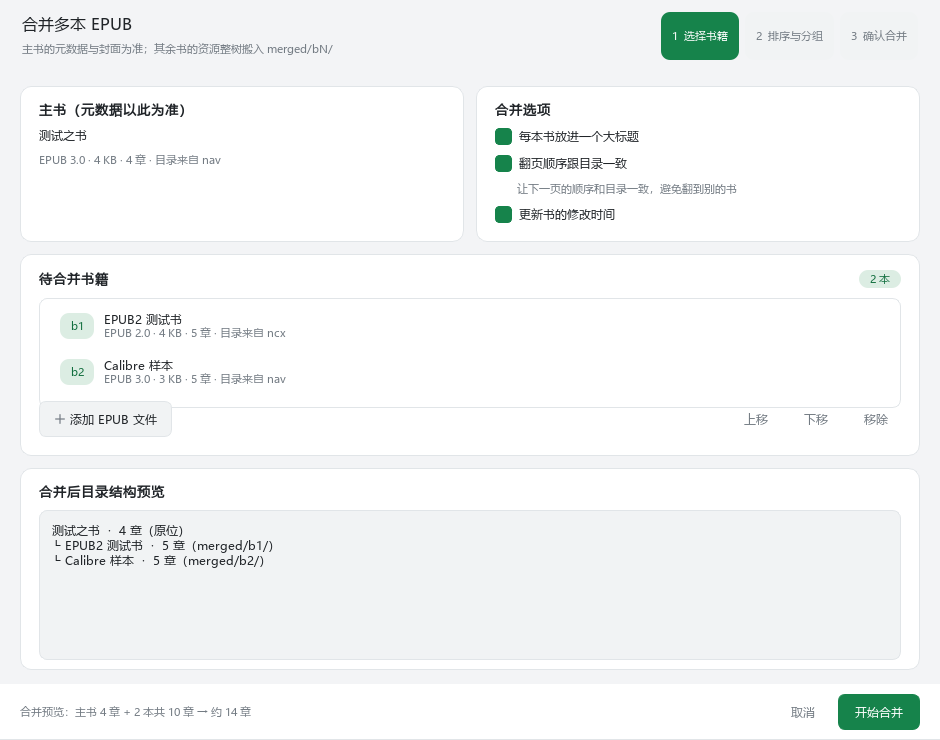 合并多本 EPUB
主书的元数据与封面为准；其余书的资源整树搬入 merged/bN/
1 选择书籍
2 排序与分组
3 确认合并
主书（元数据以此为准）
测试之书
EPUB 3.0 · 4 KB · 4 章 · 目录来自 nav
合并选项
每本书放进一个大标题
翻页顺序跟目录一致
让下一页的顺序和目录一致，避免翻到别的书
更新书的修改时间
待合并书籍
2 本
b1
EPUB2 测试书
EPUB 2.0 · 4 KB · 5 章 · 目录来自 ncx
b2
Calibre 样本
EPUB 3.0 · 3 KB · 5 章 · 目录来自 nav
＋ 添加 EPUB 文件
上移
下移
移除
合并后目录结构预览
测试之书 · 4 章（原位）
└ EPUB2 测试书 · 5 章（merged/b1/）
└ Calibre 样本 · 5 章（merged/b2/）
合并预览：主书 4 章 + 2 本共 10 章 → 约 14 章
取消
开始合并